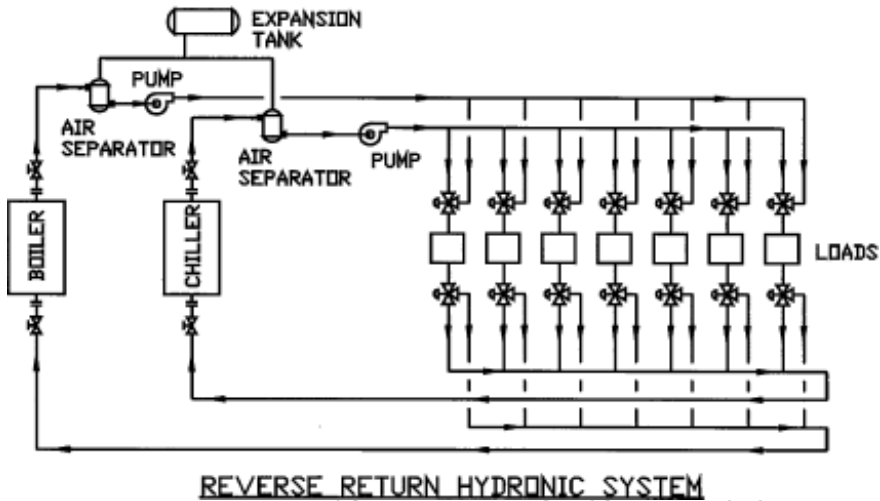 EXPANSION
TANK
PUMP
AIR
SEPARATOR
AIR
SEPARATOR
PUMP
BOILER
CHILLER
LOADS
REVERSE RETURN HYDRONIC SYSTEM